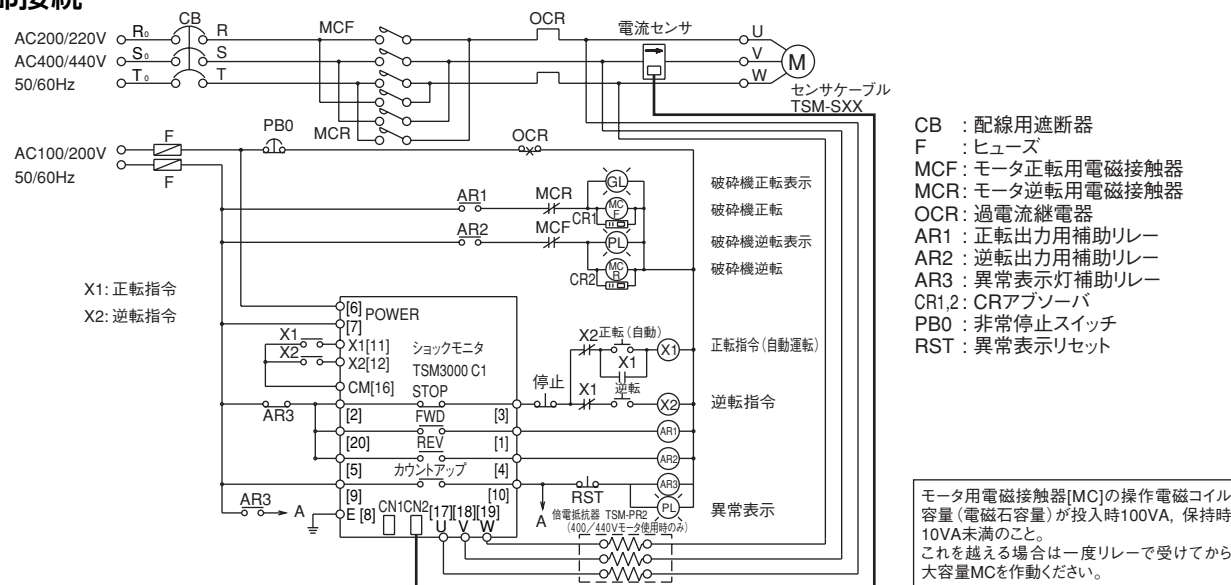 CB
AC200/220V R₀ R
AC400/440V S₀ S
50/60Hz T₀ T
MCF
MCR
OCR
電流センサ
U
V
W
M
センサケーブル
TSM-SXX
AC100/200V
50/60Hz
F
F
PB0
OCR
AR1 MCR
AR2 MCF
GL 破砕機正転表示
CR1 MCF 破砕機正転
PL 破砕機逆転表示
CR2 MCR 破砕機逆転
X1: 正転指令
X2: 逆転指令
[6] POWER
[7]
X1 X1[11] ショックモニタ
X2 X2[12] TSM3000 C1
CM[16] STOP
AR3 [2] FWD [3]
[20] REV [1]
[5] カウントアップ [4]
[9] [10]
AR3 A E [8] CN1 CN2 [17][18][19]
U V W
停止
X2 正転（自動） X1 正転指令（自動運転）
X1
X1 逆転 X2 逆転指令
AR1
AR2
AR3
RST
A
PL 異常表示
倍電抵抗器 TSM-PR2
（400／440Vモータ使用時のみ）
CB ：配線用遮断器
F ：ヒューズ
MCF：モータ正転用電磁接触器
MCR：モータ逆転用電磁接触器
OCR：過電流継電器
AR1 ：正転出力用補助リレー
AR2 ：逆転出力用補助リレー
AR3 ：異常表示灯補助リレー
CR1,2：CRアブソーバ
PB0 ：非常停止スイッチ
RST ：異常表示リセット
モータ用電磁接触器[MC]の操作電磁コイル
容量（電磁石容量）が投入時100VA，保持時
10VA未満のこと。
これを越える場合は一度リレーで受けてから
大容量MCを作動ください。